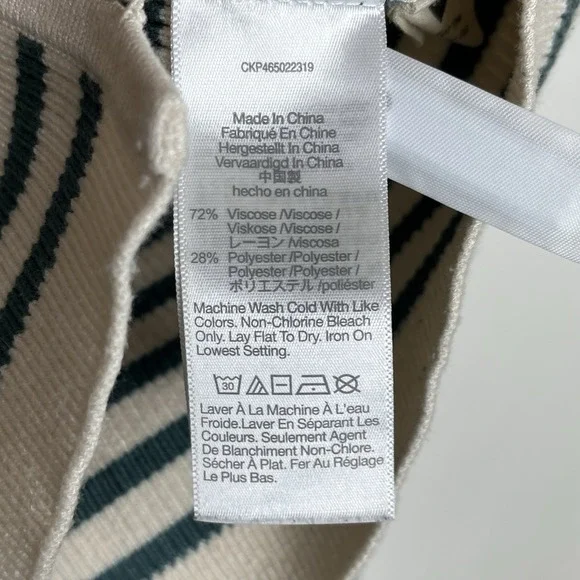 CKP465022319
Made In China
Fabriqué En Chine
Hergestellt In China
Vervaardigd In China
中国製
hecho en china
72% Viscose /Viscose /
Viskose /Viscose /
レーヨン /Viscosa
28% Polyester /Polyester /
Polyester /Polyester /
ポリエステル /poliéster
Machine Wash Cold With Like
Colors. Non-Chlorine Bleach
Only. Lay Flat To Dry. Iron On
Lowest Setting.
30
Laver À La Machine À L'eau
Froide.Laver En Séparant Les
Couleurs. Seulement Agent
De Blanchiment Non-Chlore.
Sécher À Plat. Fer Au Réglage
Le Plus Bas.